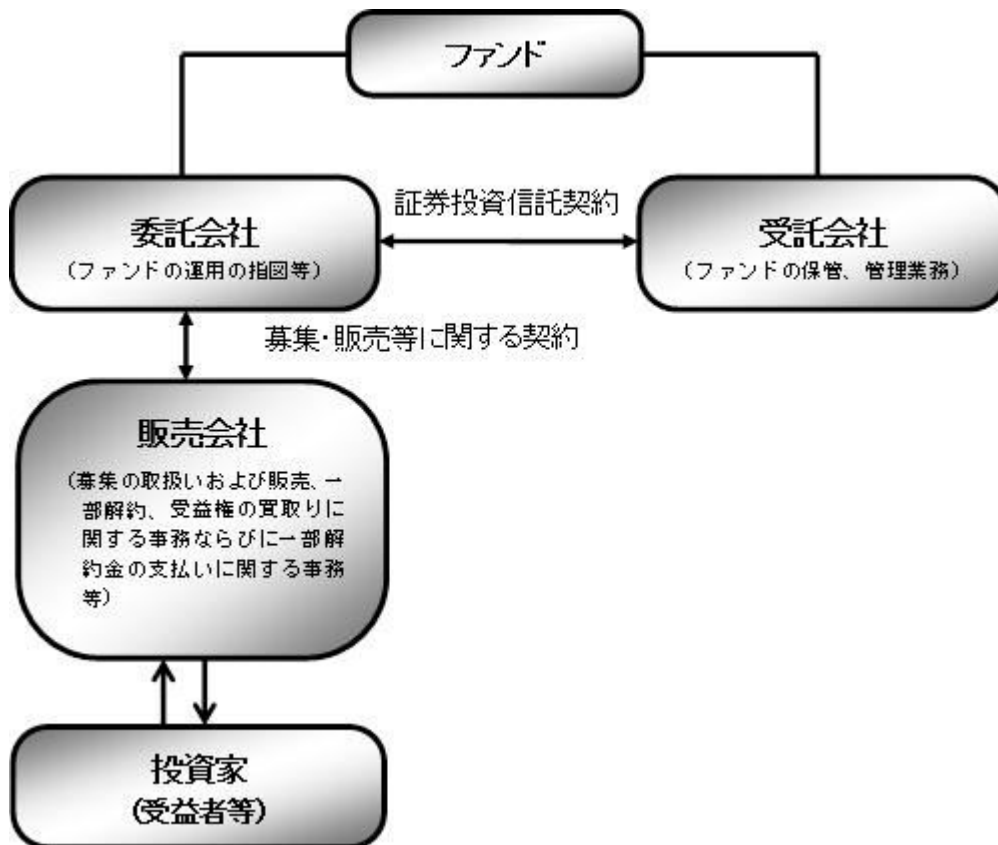 ファンド
証券投資信託契約
委託会社
(ファンドの運用の指図等)
受託会社
(ファンドの保管、管理業務)
募集・販売等に関する契約
販売会社
(募集の取扱いおよび販売、一
部解約、受益権の買取りに
関する事務ならびに一部解
約金の支払いに関する事務
等)
投資家
(受益者等)